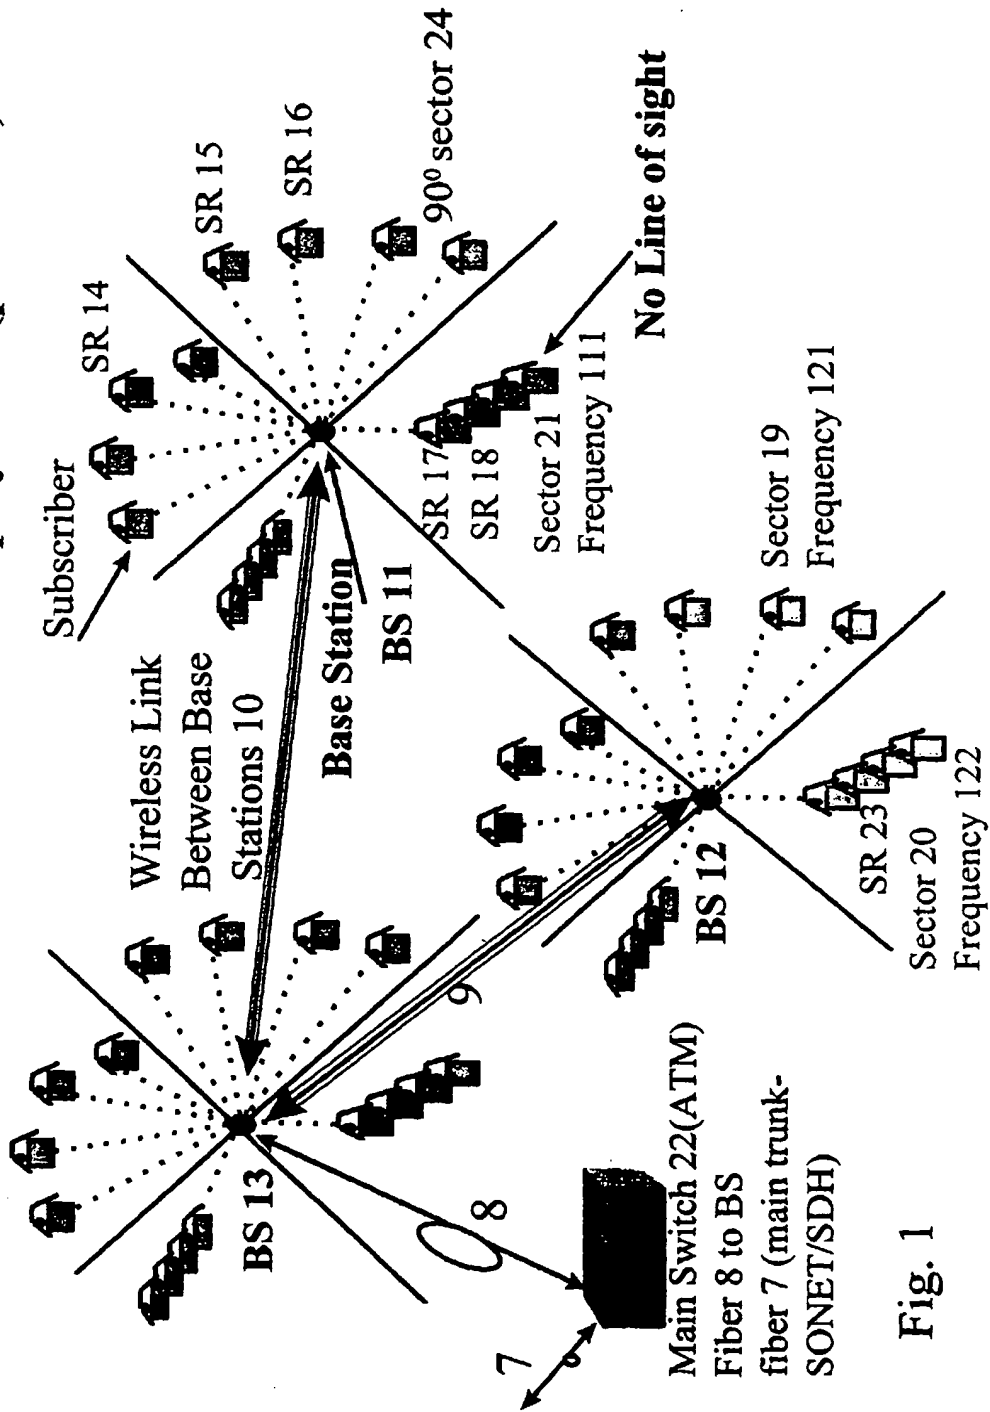 Subscriber
SR 14
SR 15
SR 16
90⁰ sector 24
Wireless Link
Between Base
Stations 10
Base Station
BS 11
SR 17
SR 18
Sector 21
Frequency 111
No Line of sight
BS 13
9
8
7
BS 12
Sector 19
Frequency 121
SR 23
Sector 20
Frequency 122
Main Switch 22(ATM)
Fiber 8 to BS
fiber 7 (main trunk-
SONET/SDH)
Fig. 1